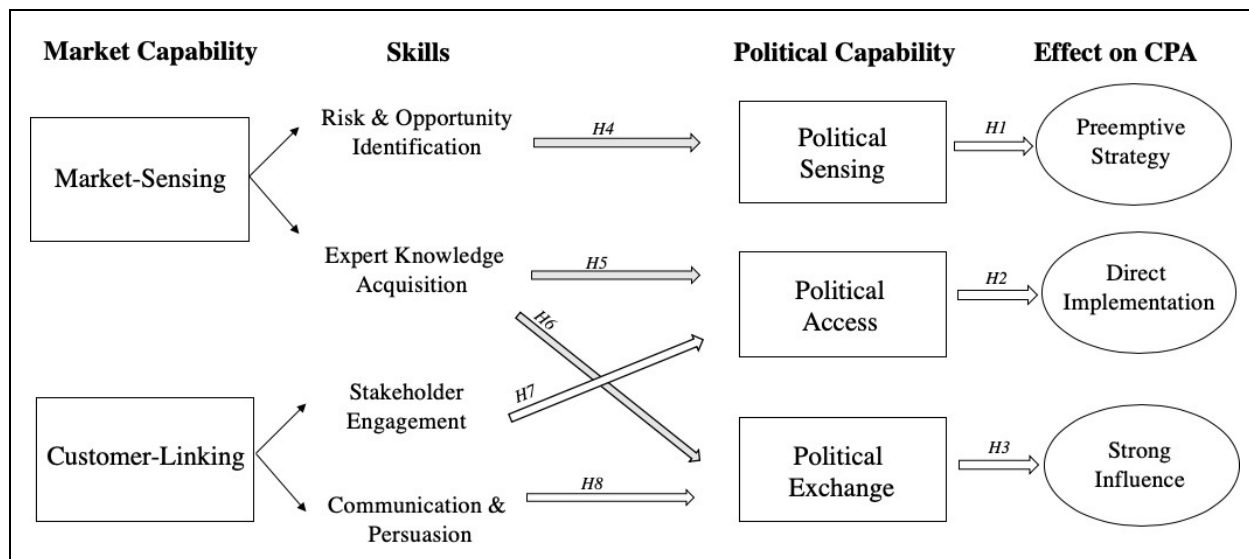 Market Capability
Skills
Political Capability
Effect on CPA
Market-Sensing
Risk & Opportunity
Identification
H4
Political
Sensing
H1
Preemptive
Strategy
Expert Knowledge
Acquisition
H5
Political
Access
H2
Direct
Implementation
H6
H7
Customer-Linking
Stakeholder
Engagement
Communication &
Persuasion
H8
Political
Exchange
H3
Strong
Influence